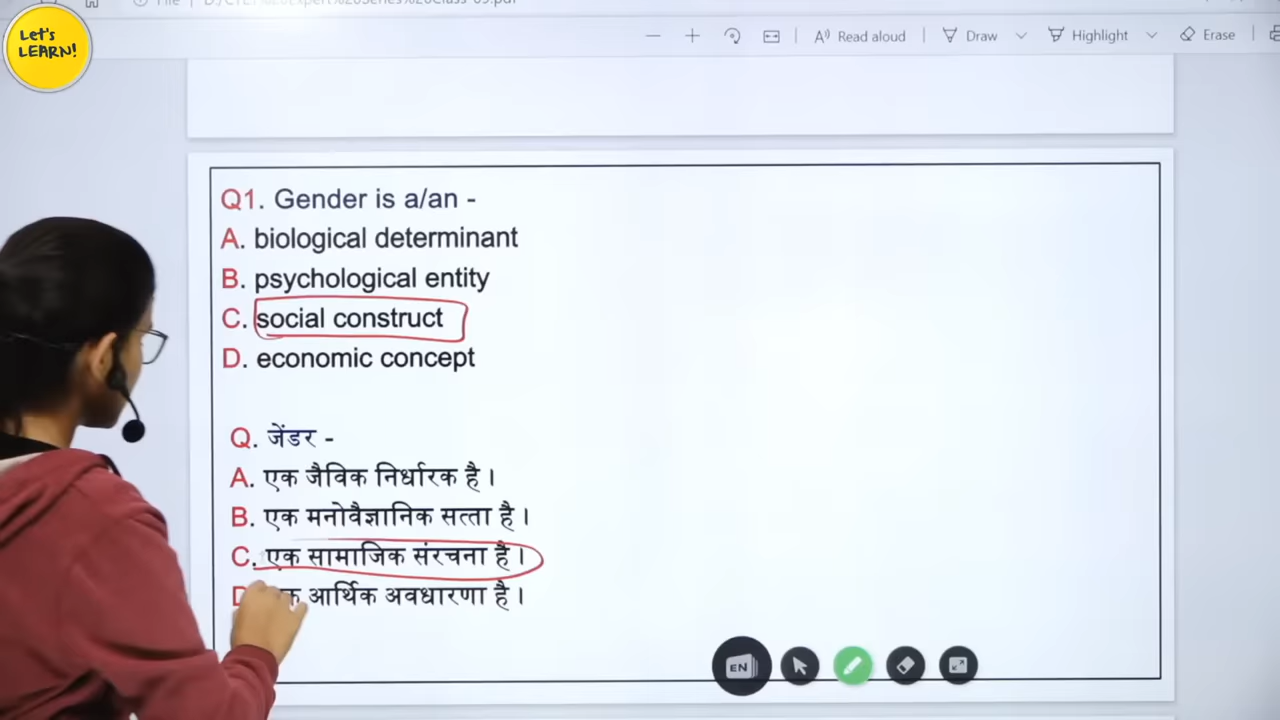 Let's
LEARN!
Read aloud
Draw
Highlight
Erase
Q1. Gender is a/an -
A. biological determinant
B. psychological entity
C. social construct
D. economic concept
Q. जेंडर -
A. एक जैविक निर्धारक है।
B. एक मनोवैज्ञानिक सत्ता है।
C. एक सामाजिक संरचना है।
आर्थिक अवधारणा है।
EN